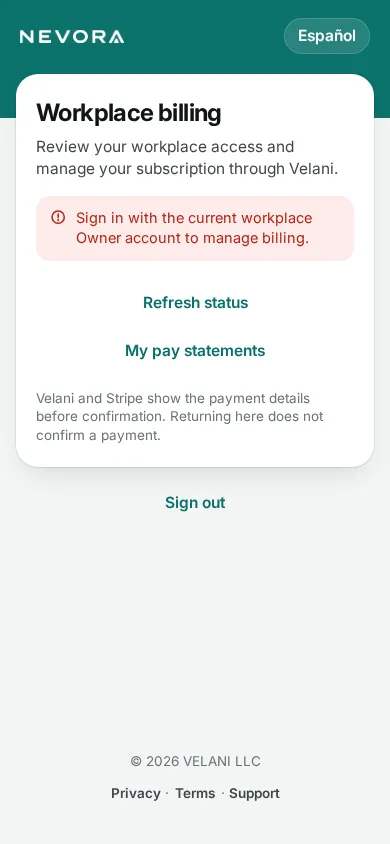 NEVORA
Español
Workplace billing
Review your workplace access and
manage your subscription through Velani.
Sign in with the current workplace
Owner account to manage billing.
Refresh status
My pay statements
Velani and Stripe show the payment details
before confirmation. Returning here does not
confirm a payment.
Sign out
© 2026 VELANI LLC
Privacy · Terms · Support